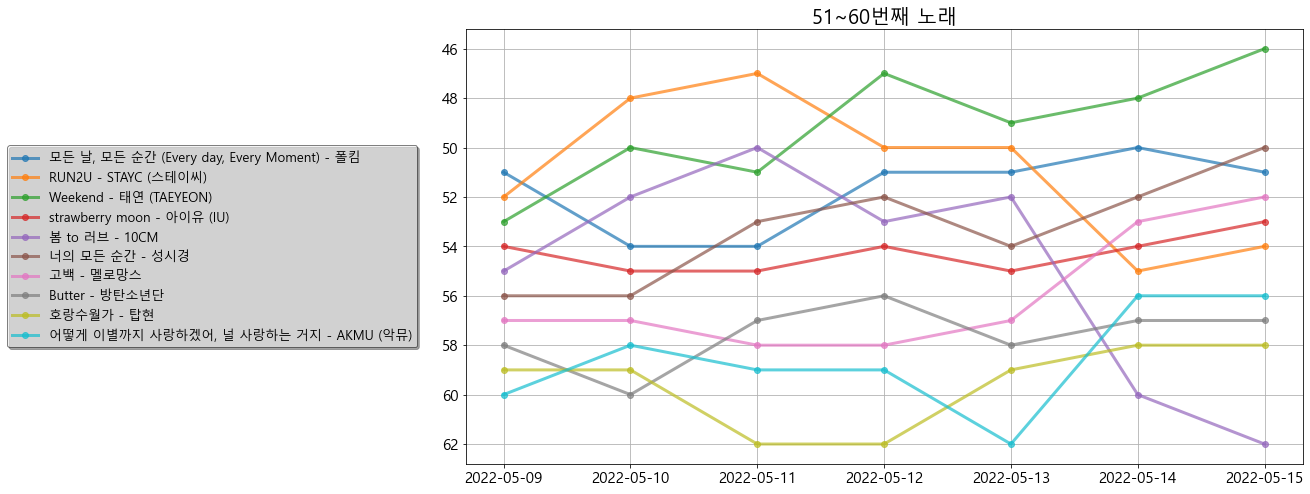 51~60번째 노래
모든 날, 모든 순간 (Every day, Every Moment) - 폴킴
RUN2U - STAYC (스테이씨)
Weekend - 태연 (TAEYEON)
strawberry moon - 아이유 (IU)
봄 to 러브 - 10CM
너의 모든 순간 - 성시경
고백 - 멜로망스
Butter - 방탄소년단
호랑수월가 - 탑현
어떻게 이별까지 사랑하겠어, 널 사랑하는 거지 - AKMU (악뮤)
46
48
50
52
54
56
58
60
62
2022-05-09 2022-05-10 2022-05-11 2022-05-12 2022-05-13 2022-05-14 2022-05-15